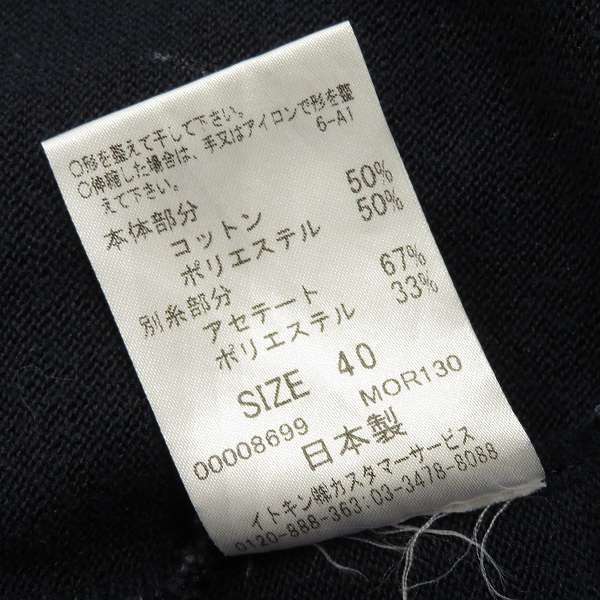 ○形を整えて干して下さい。
○伸縮した場合は、手又はアイロンで形を整
えて下さい。 6-A1
本体部分
コットン 50%
ポリエステル 50%
別糸部分
アセテート 67%
ポリエステル 33%
SIZE 40
00008699 MOR130
日本製
イトキン㈱カスタマーサービス
0120-888-363.03-3478-8088